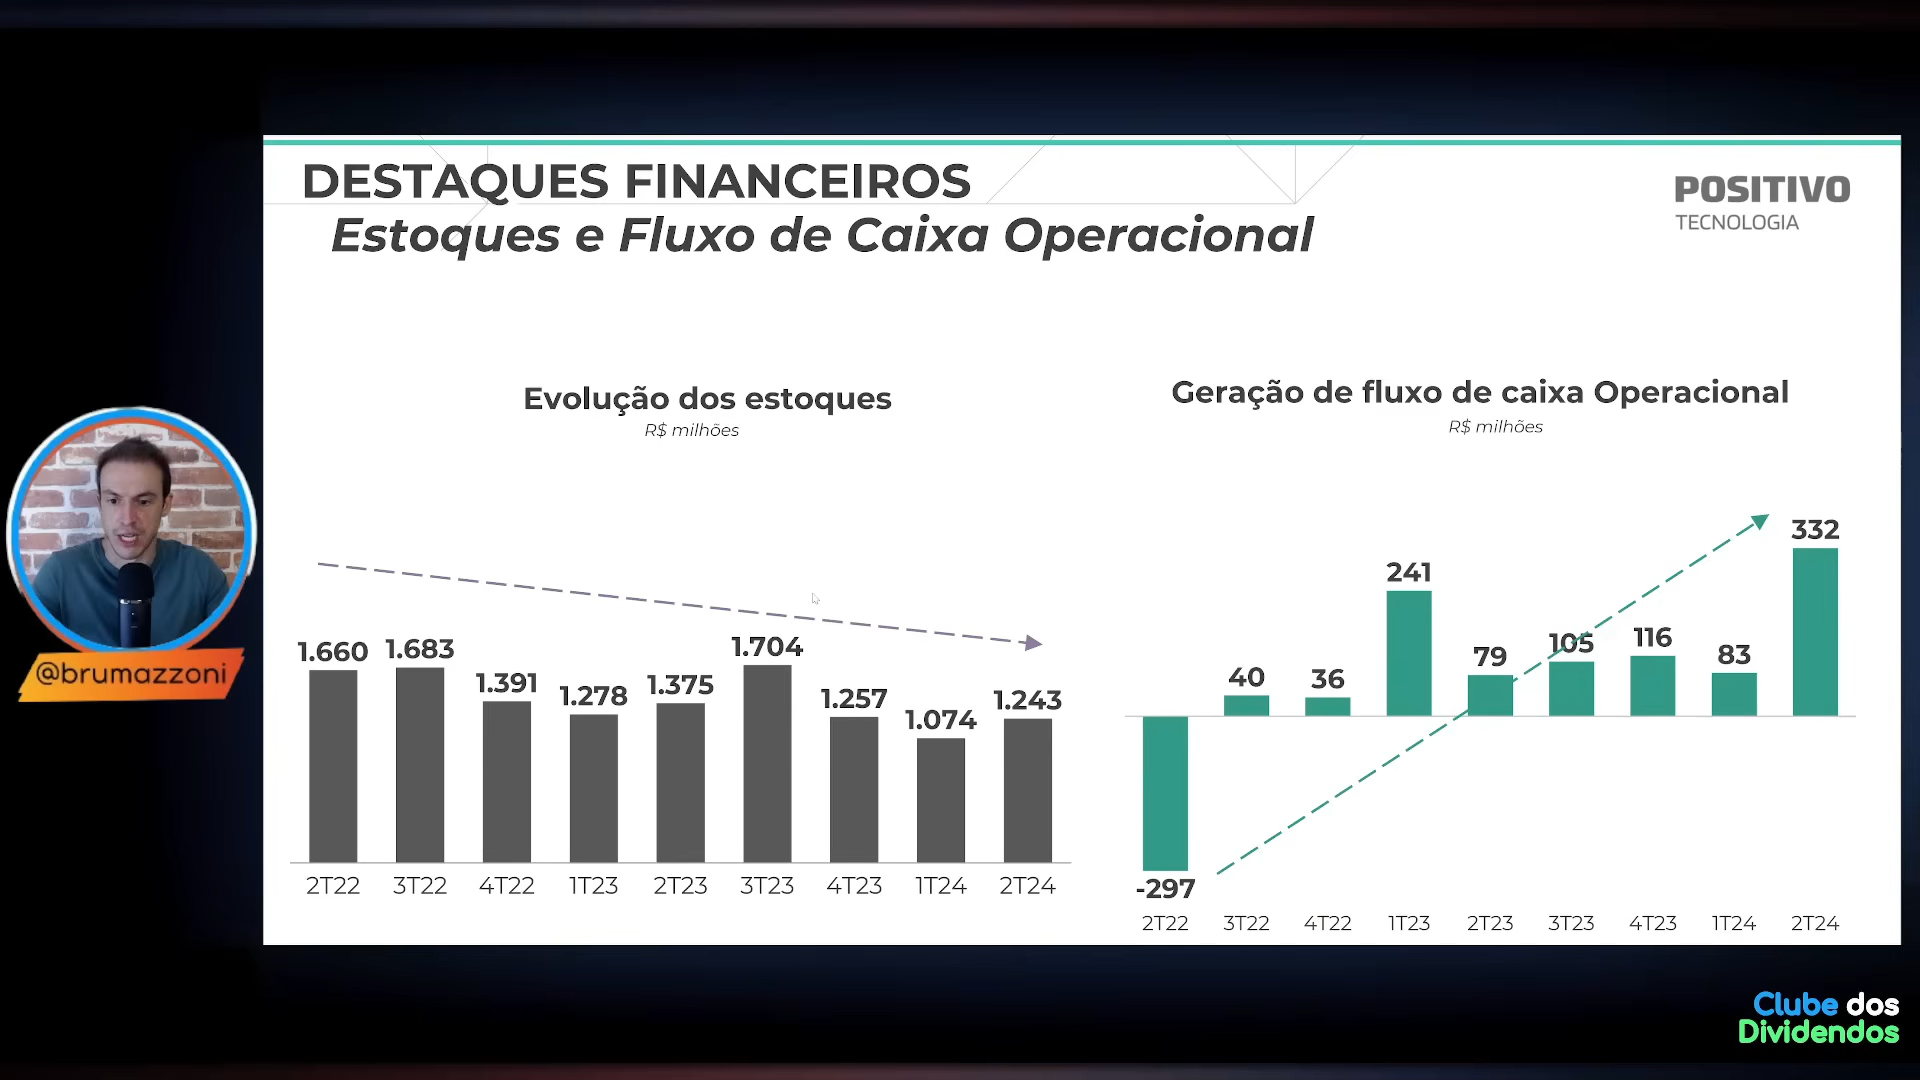 DESTAQUES FINANCEIROS
Estoques e Fluxo de Caixa Operacional
POSITIVO
TECNOLOGIA
Evolução dos estoques
R$ milhões
1.660 1.683 1.391 1.278 1.375 1.704 1.257 1.074 1.243
2T22 3T22 4T22 1T23 2T23 3T23 4T23 1T24 2T24
Geração de fluxo de caixa Operacional
R$ milhões
-297 40 36 241 79 105 116 83 332
2T22 3T22 4T22 1T23 2T23 3T23 4T23 1T24 2T24
@brumazzoni
Clube dos
Dividendos